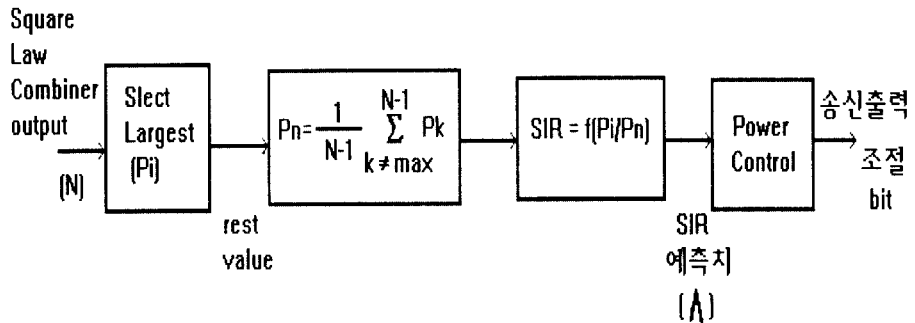 Square
Law
Combiner
output
(N)
Slect
Largest
(Pi)
rest
value
Pn= 1/N-1 N-1 Σ k≠max Pk
SIR = f(Pi/Pn)
SIR
예측치
(Λ)
Power
Control
송신출력
조절
bit